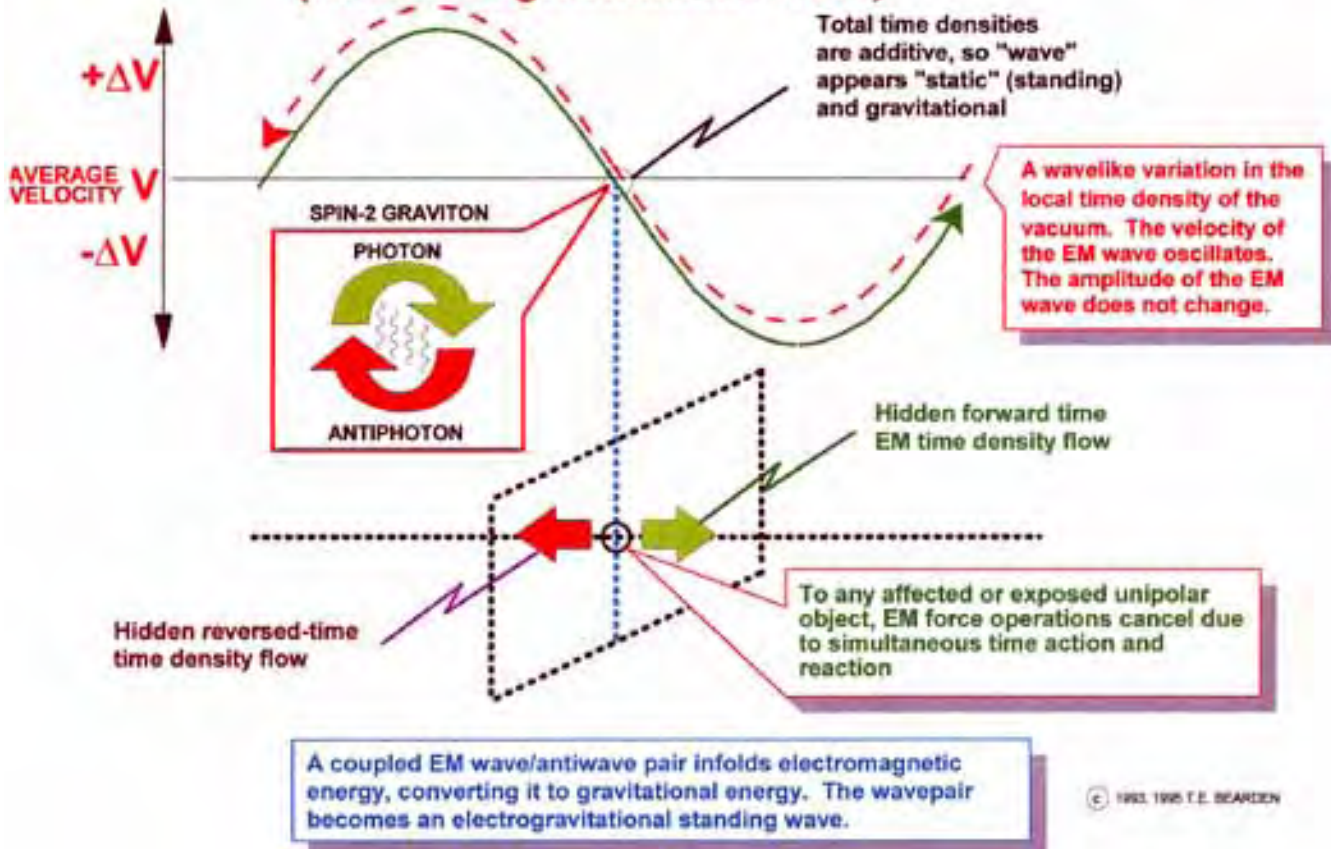 Total time densities
are additive, so "wave"
appears "static" (standing)
and gravitational
+ΔV
AVERAGE
VELOCITY V
-ΔV
A wavelike variation in the
local time density of the
vacuum. The velocity of
the EM wave oscillates.
The amplitude of the EM
wave does not change.
SPIN-2 GRAVITON
PHOTON
ANTIPHOTON
Hidden forward time
EM time density flow
Hidden reversed-time
time density flow
To any affected or exposed unipolar
object, EM force operations cancel due
to simultaneous time action and
reaction
A coupled EM wave/antiwave pair infolds electromagnetic
energy, converting it to gravitational energy. The wavepair
becomes an electrogravitational standing wave.
© 1993, 1995 T.E. BEARDEN